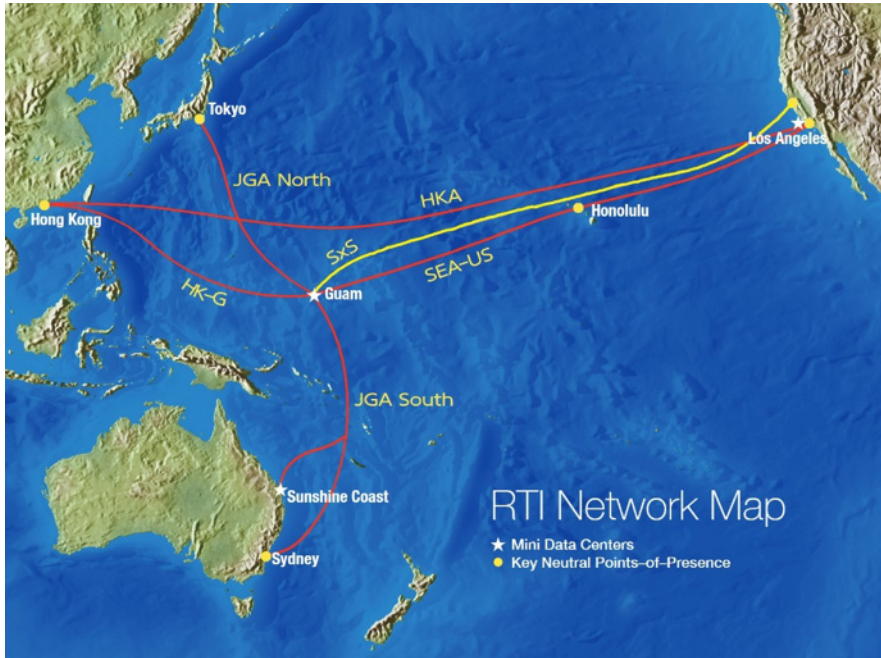 Tokyo
JGA North
Los Angeles
Hong Kong
HKA
Honolulu
SxS
SEA-US
HK-G
Guam
JGA South
Sunshine Coast
RTI Network Map
Mini Data Centers
Sydney
Key Neutral Points-of-Presence